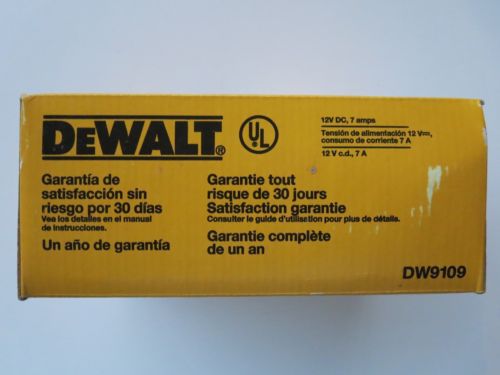 DEWALT®
UL
12V DC, 7 amps
Tensión de alimentación 12 V⎓,
consumo de corriente 7 A
12 V c.d., 7 A
Garantía de
satisfacción sin
riesgo por 30 días
Vea los detalles en el manual
de instrucciones.
Un año de garantía
Garantie tout
risque de 30 jours
Satisfaction garantie
Consulter le guide d'utilisation pour plus de détails.
Garantie complète
de un an
DW9109